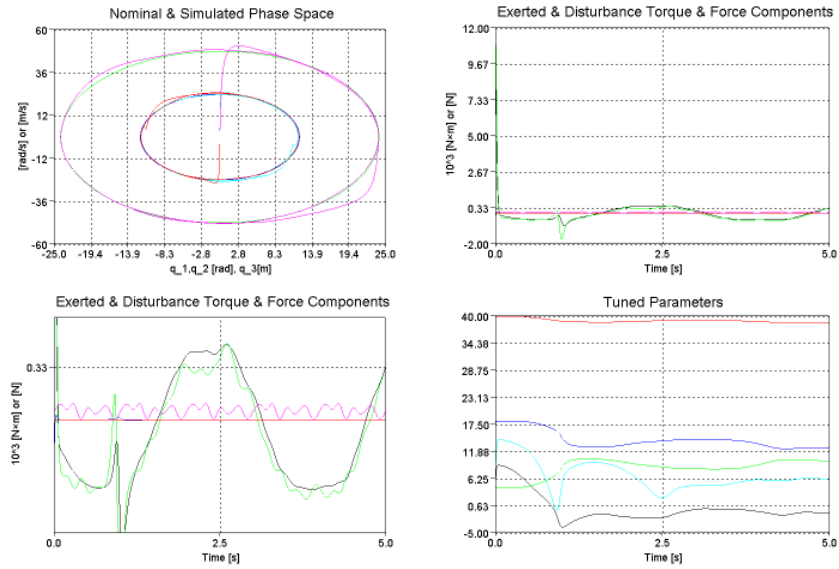 Nominal & Simulated Phase Space
60
36
12
-12
-36
-60
[rad/s] or [m/s]
-25.0 -19.4 -13.9 -8.3 -2.8 2.8 8.3 13.9 19.4 25.0
q_1,q_2 [rad], q_3[m]
Exerted & Disturbance Torque & Force Components
12.00
9.67
7.33
5.00
2.67
0.33
-2.00
10^3 [N×m] or [N]
0.0 2.5 5.0
Time [s]
Exerted & Disturbance Torque & Force Components
0.33
10^3 [N×m] or [N]
0.0 2.5 5.0
Time [s]
Tuned Parameters
40.00
34.38
28.75
23.13
17.50
11.88
6.25
0.63
-5.00
0.0 2.5 5.0
Time [s]